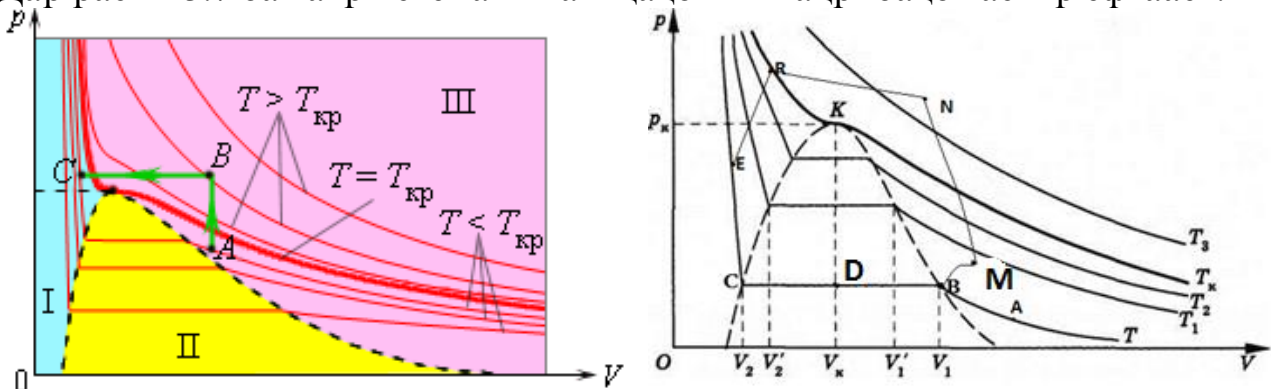 p
III
T > Tкр
C
B
T = Tкр
A
T < Tкр
I
II
0
V
p
R
N
K
pк
E
T3
C
D
B
M
A
Tк
T2
T1
T
O
V2
V2'
Vк
V1'
V1
V